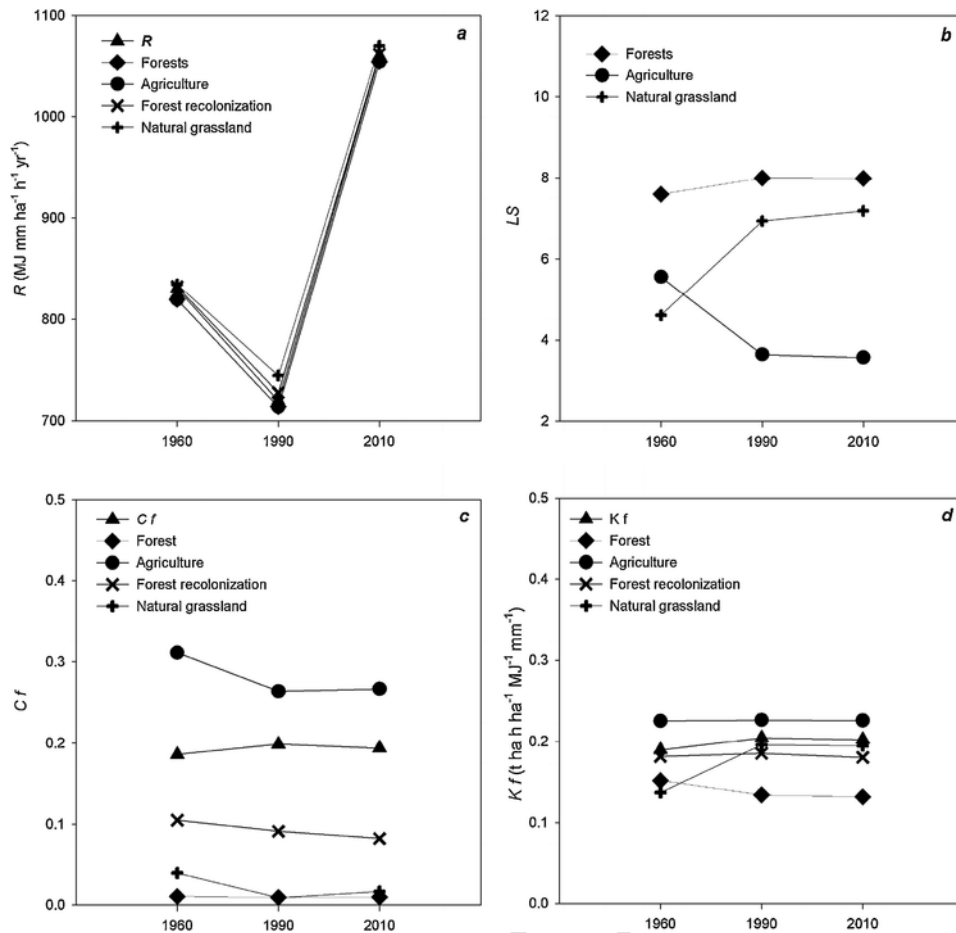 a
R
Forests
Agriculture
Forest recolonization
Natural grassland
1100
1000
900
800
700
R (MJ mm ha⁻¹ h⁻¹ yr⁻¹)
1960 1990 2010
b
Forests
Agriculture
Natural grassland
12
10
8
6
4
2
LS
1960 1990 2010
c
C f
Forest
Agriculture
Forest recolonization
Natural grassland
0.5
0.4
0.3
0.2
0.1
0.0
C f
1960 1990 2010
d
K f
Forest
Agriculture
Forest recolonization
Natural grassland
0.5
0.4
0.3
0.2
0.1
0.0
K f (t ha h ha⁻¹ MJ⁻¹ mm⁻¹)
1960 1990 2010